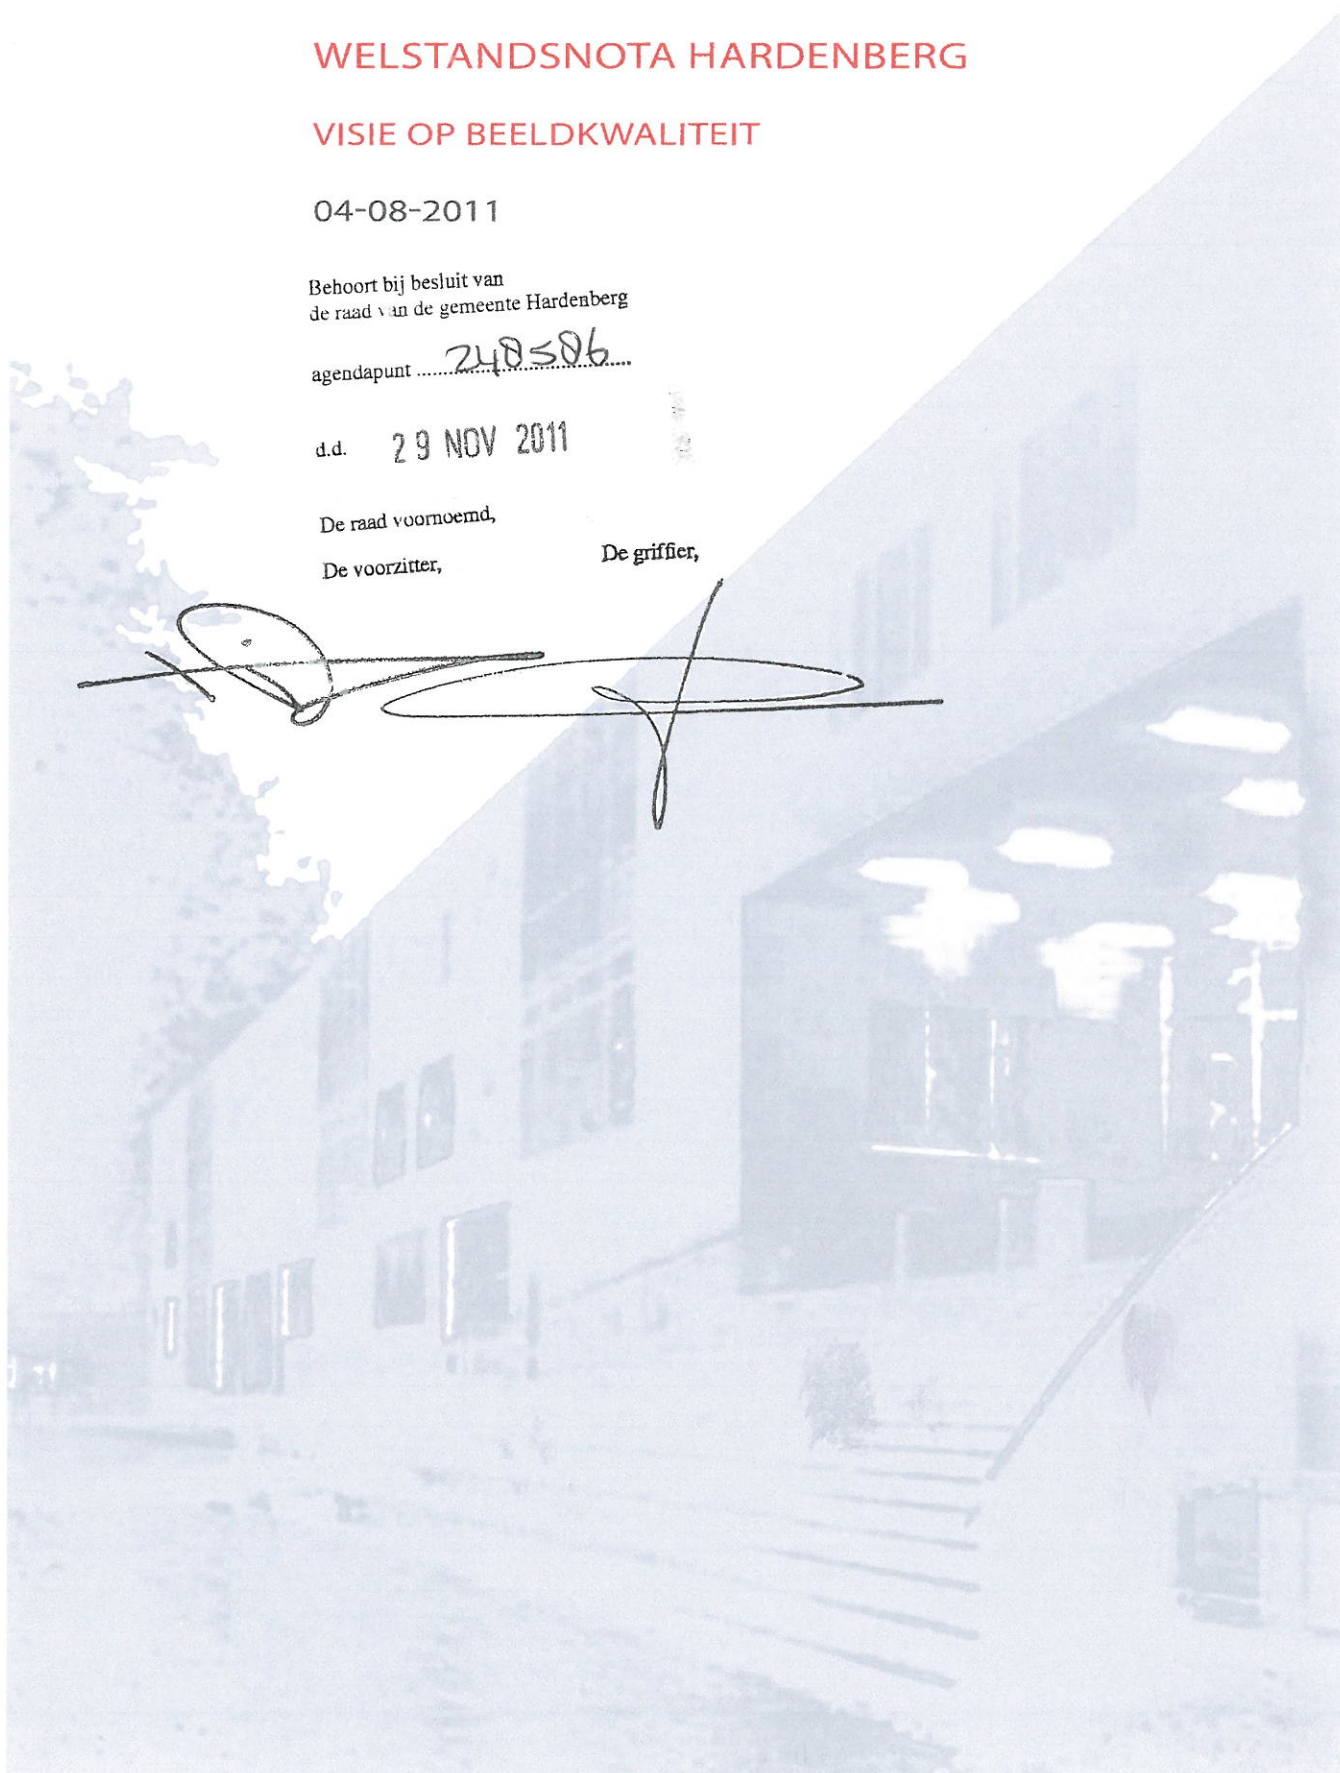 WELSTANDSNOTA HARDENBERG
VISIE OP BEELDKWALITEIT
04-08-2011
Behoort bij besluit van
de raad van de gemeente Hardenberg
agendapunt ........240506........
d.d. 29 NOV 2011
De raad voornoemd,
De voorzitter, De griffier,